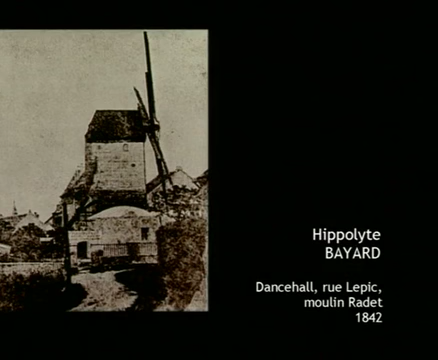 Hippolyte
BAYARD
Dancehall, rue Lepic,
moulin Radet
1842